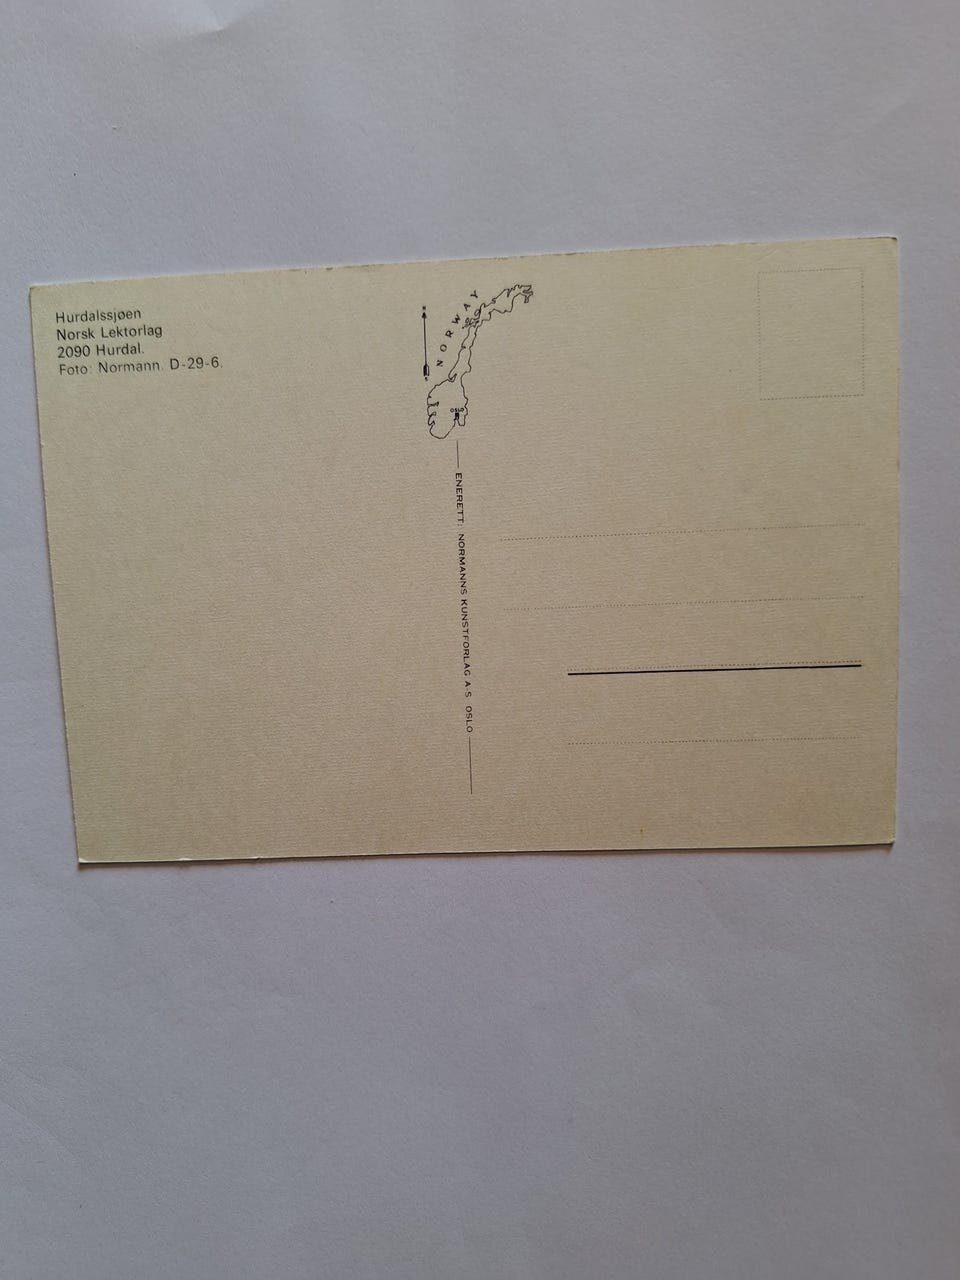 Hurdalssjøen
Norsk Lektorlag
2090 Hurdal.
Foto: Normann. D-29-6.
NORWAY
OSLO
ENERETT: NORMANNS KUNSTFORLAG A·S OSLO